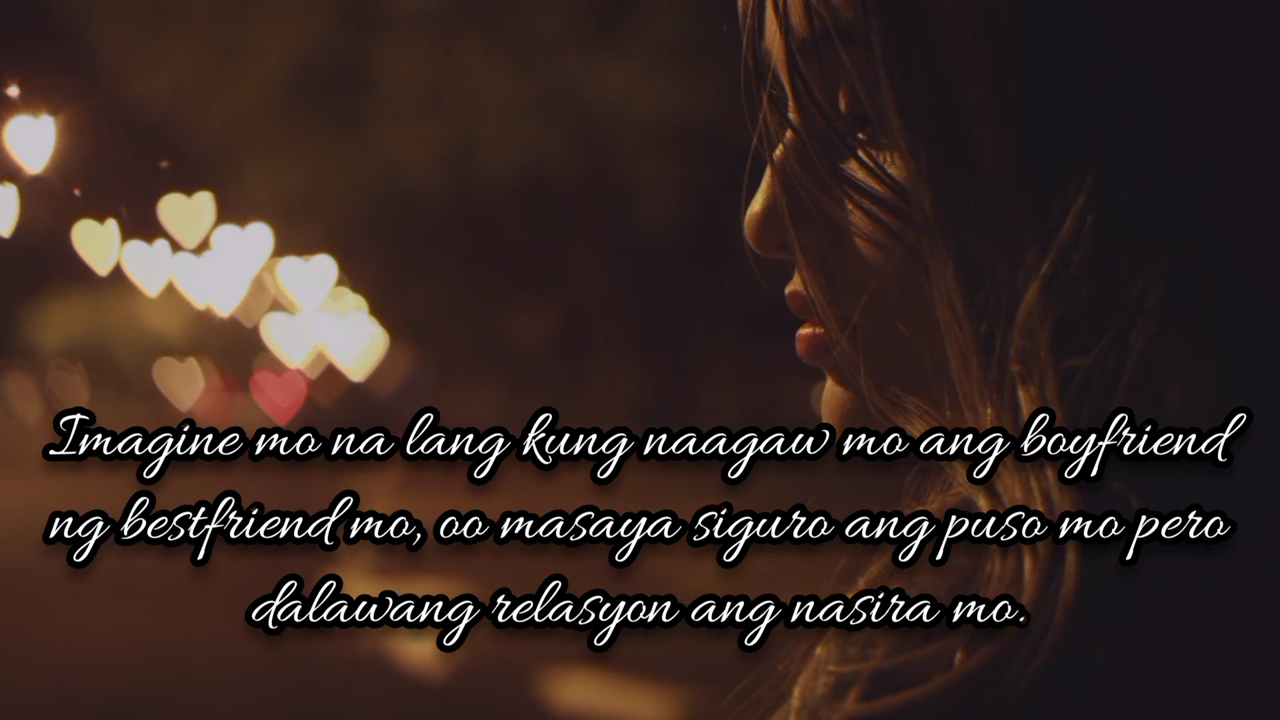 Imagine mo na lang kung naagaw mo ang boyfriend
ng bestfriend mo, oo masaya siguro ang puso mo pero
dalawang relasyon ang nasira mo.